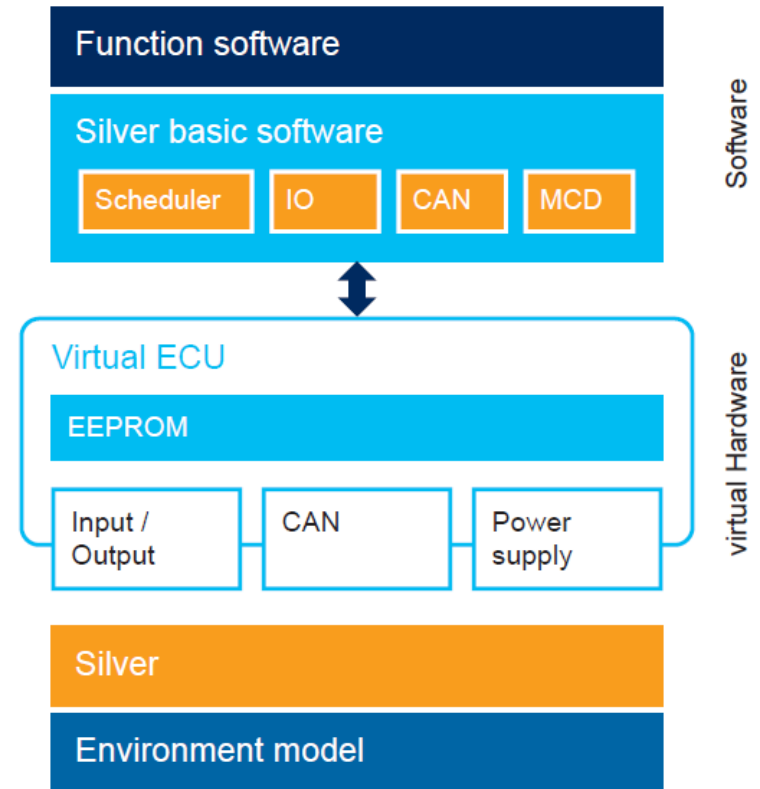 Function software
Silver basic software
Scheduler
IO
CAN
MCD
Software
Virtual ECU
EEPROM
Input /
Output
CAN
Power
supply
virtual Hardware
Silver
Environment model